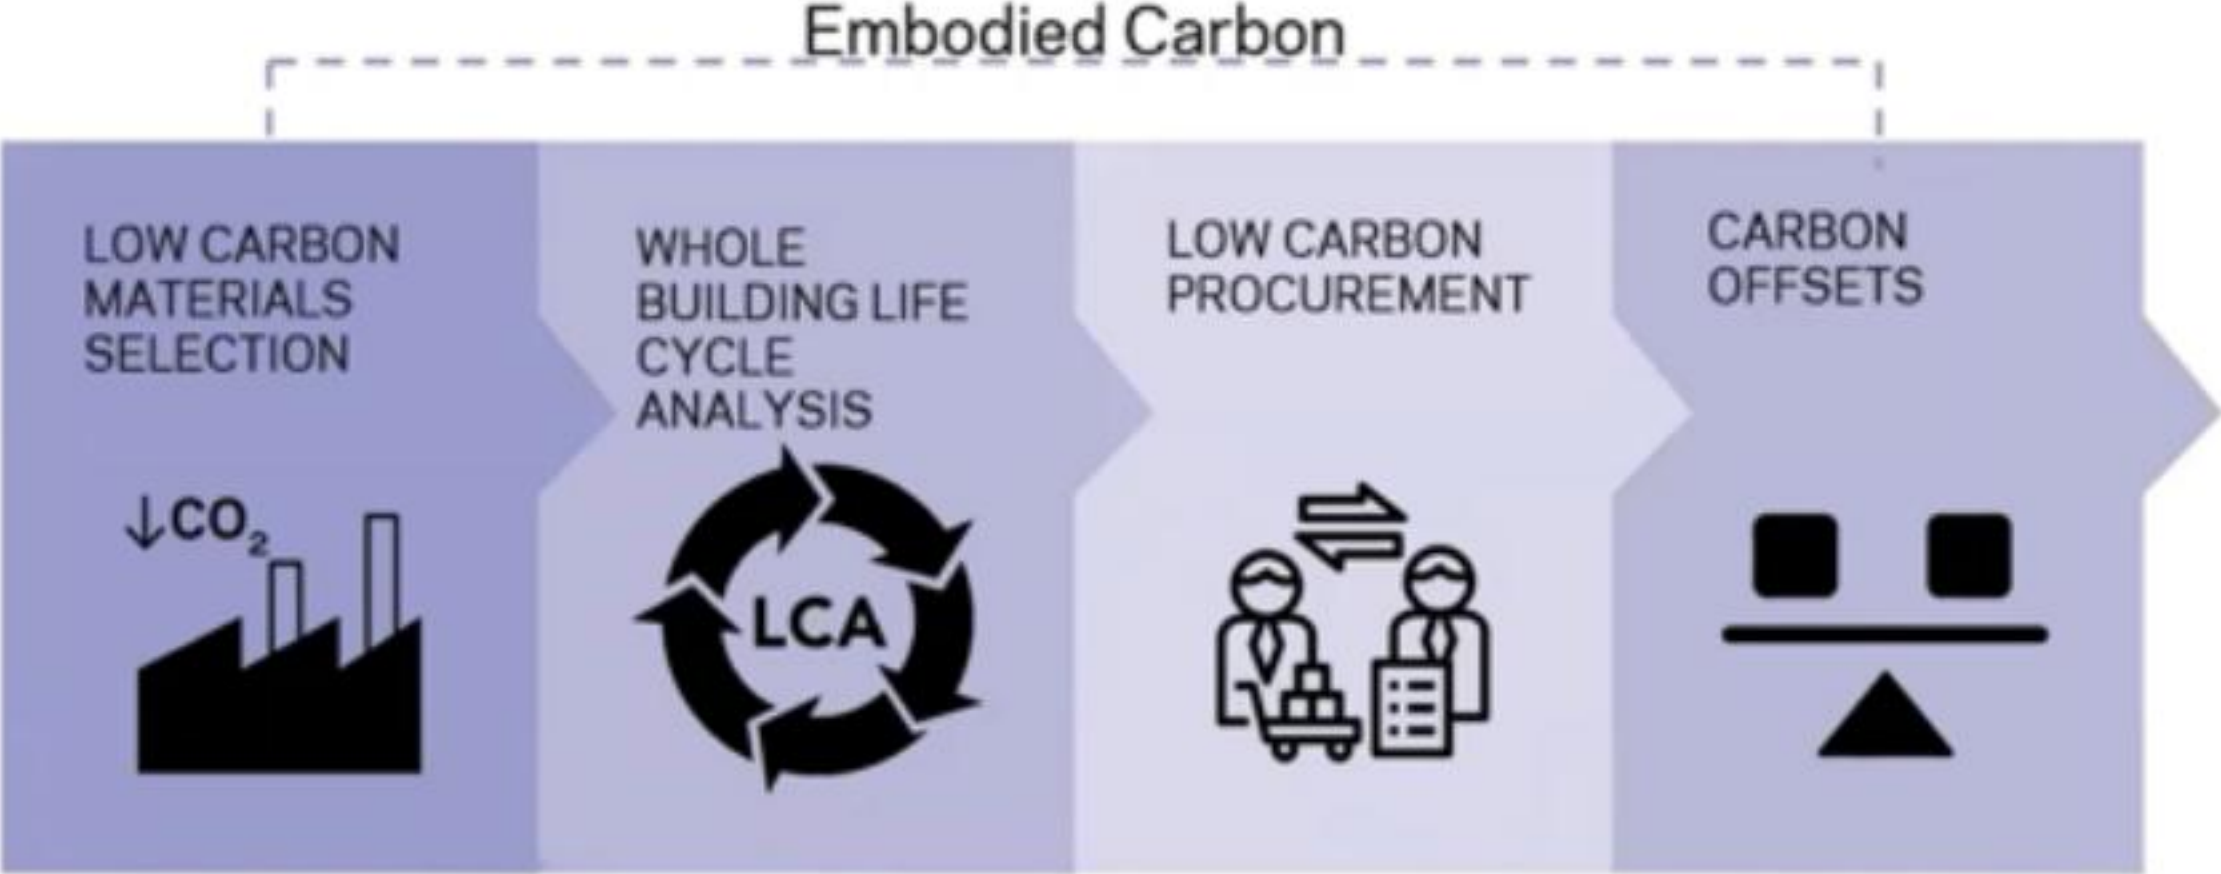 Embodied Carbon
LOW CARBON
MATERIALS
SELECTION
↓CO₂
WHOLE
BUILDING LIFE
CYCLE
ANALYSIS
LCA
LOW CARBON
PROCUREMENT
CARBON
OFFSETS